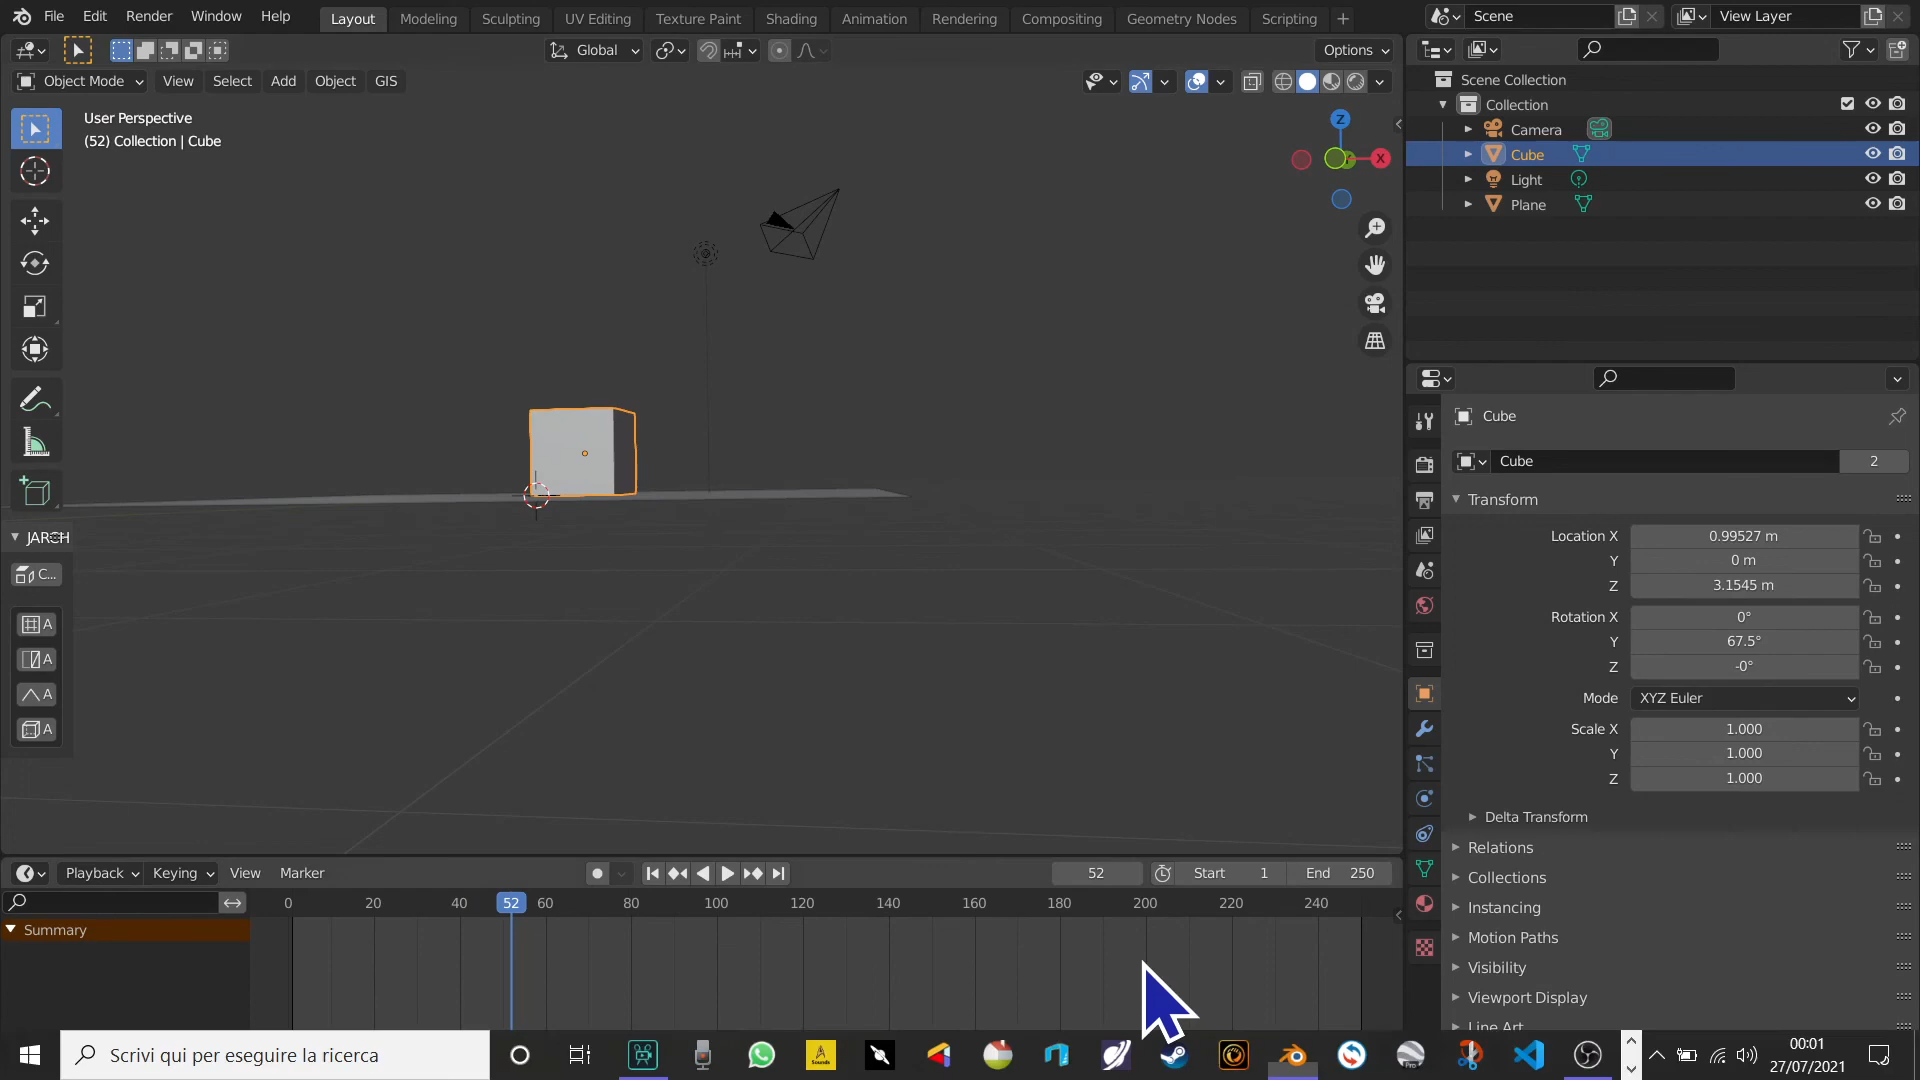 File Edit Render Window Help Layout Modeling Sculpting UV Editing Texture Paint Shading Animation Rendering Compositing Geometry Nodes Scripting + Scene View Layer
Global Options
Object Mode View Select Add Object GIS
User Perspective
(52) Collection | Cube
Z
X
Scene Collection
Collection
Camera
Cube
Light
Plane
Cube
Cube 2
Transform
Location X 0.99527 m
Y 0 m
Z 3.1545 m
Rotation X 0°
Y 67.5°
Z -0°
Mode XYZ Euler
Scale X 1.000
Y 1.000
Z 1.000
Delta Transform
Relations
Collections
Instancing
Motion Paths
Visibility
Viewport Display
Line Art
C...
A
A
A
A
Playback Keying View Marker 52 Start 1 End 250
0 20 40 52 60 80 100 120 140 160 180 200 220 240
Summary
Scrivi qui per eseguire la ricerca
Sounds
Pro
00:01
27/07/2021